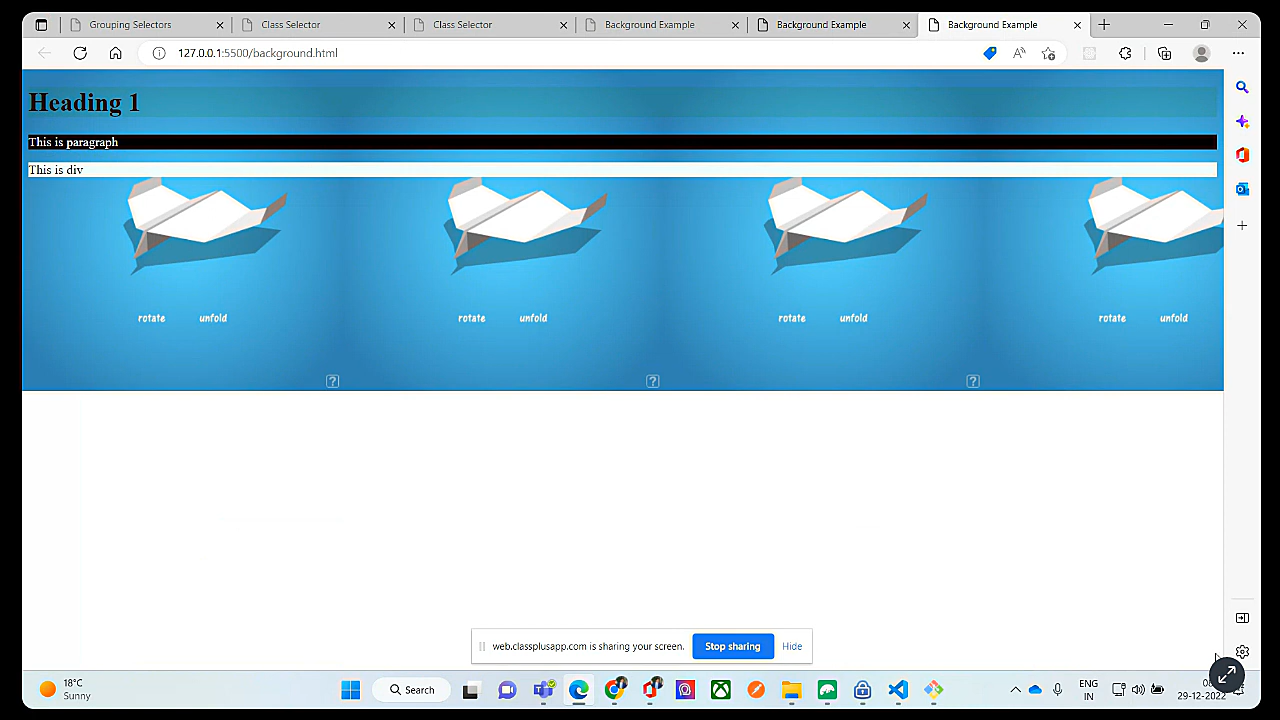 Grouping Selectors
Class Selector
Class Selector
Background Example
Background Example
Background Example
127.0.0.1:5500/background.html
Heading 1
This is paragraph
This is div
rotate unfold rotate unfold rotate unfold rotate unfold
? ? ?
web.classplusapp.com is sharing your screen. Stop sharing Hide
18°C
Sunny
Search
ENG
IN
29-12-2022